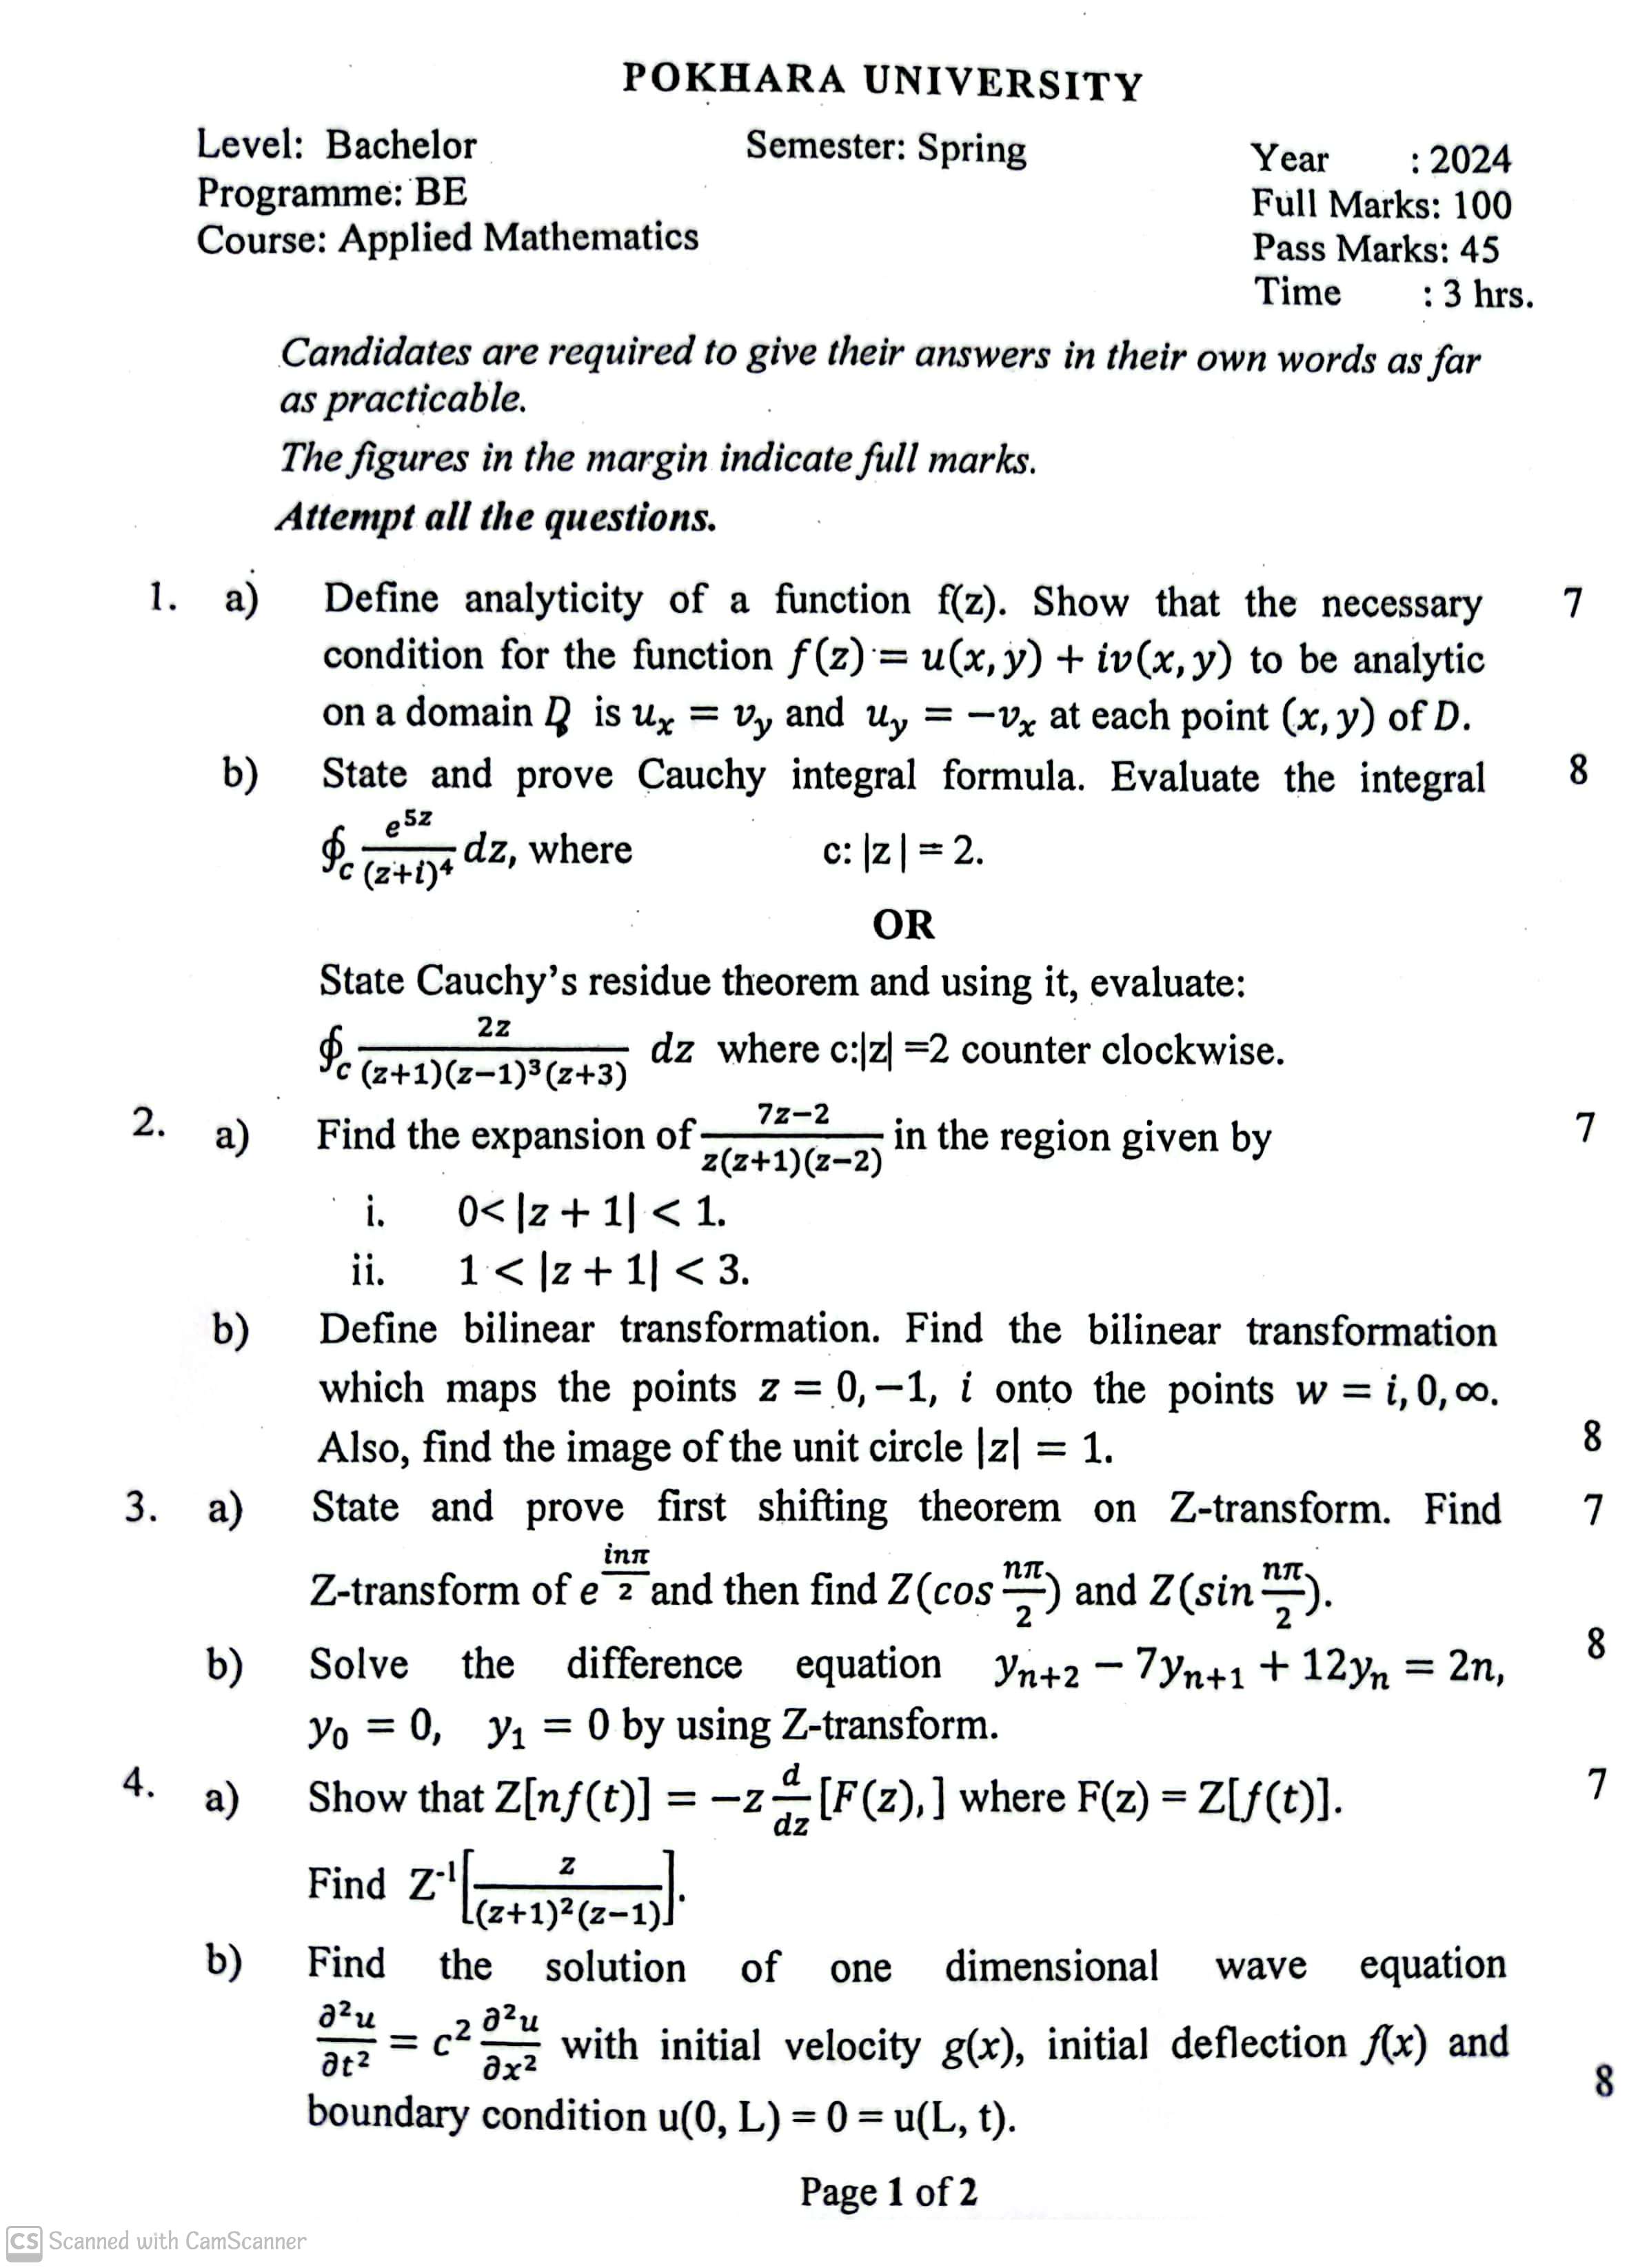 POKHARA UNIVERSITY
Level: Bachelor Semester: Spring Year : 2024
Programme: BE Full Marks: 100
Course: Applied Mathematics Pass Marks: 45
Time : 3 hrs.
Candidates are required to give their answers in their own words as far
as practicable.
The figures in the margin indicate full marks.
Attempt all the questions.
1. a) Define analyticity of a function f(z). Show that the necessary 7
condition for the function f(z) = u(x, y) + iv(x, y) to be analytic
on a domain D is uₓ = v_y and u_y = −vₓ at each point (x, y) of D.
b) State and prove Cauchy integral formula. Evaluate the integral 8
∮_c e^{5z}/(z+i)⁴ dz, where c: |z| = 2.
OR
State Cauchy's residue theorem and using it, evaluate:
∮_c 2z/((z+1)(z−1)³(z+3)) dz where c:|z| =2 counter clockwise.
2. a) Find the expansion of (7z−2)/(z(z+1)(z−2)) in the region given by 7
i. 0< |z + 1| < 1.
ii. 1 < |z + 1| < 3.
b) Define bilinear transformation. Find the bilinear transformation
which maps the points z = 0, −1, i onto the points w = i, 0, ∞.
Also, find the image of the unit circle |z| = 1. 8
3. a) State and prove first shifting theorem on Z-transform. Find 7
Z-transform of e^{inπ/2} and then find Z(cos nπ/2) and Z(sin nπ/2).
b) Solve the difference equation y_{n+2} − 7y_{n+1} + 12y_n = 2n, 8
y₀ = 0, y₁ = 0 by using Z-transform.
4. a) Show that Z[nf(t)] = −z d/dz [F(z),] where F(z) = Z[f(t)]. 7
Find Z⁻¹[z/((z+1)²(z−1))].
b) Find the solution of one dimensional wave equation
∂²u/∂t² = c² ∂²u/∂x² with initial velocity g(x), initial deflection f(x) and
boundary condition u(0, L) = 0 = u(L, t). 8
Page 1 of 2
CS Scanned with CamScanner